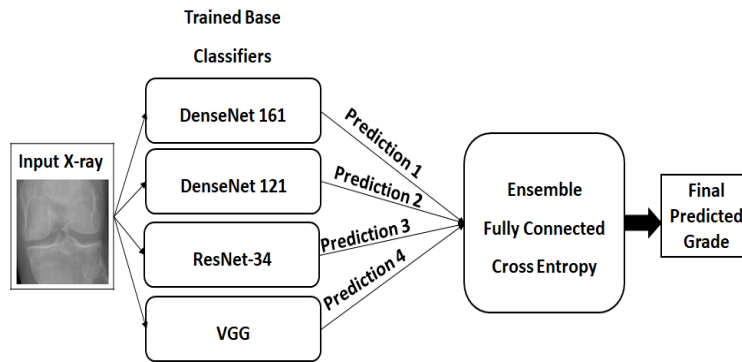 Trained Base
Classifiers
Input X-ray
DenseNet 161
DenseNet 121
ResNet-34
VGG
Prediction 1
Prediction 2
Prediction 3
Prediction 4
Ensemble
Fully Connected
Cross Entropy
Final
Predicted
Grade